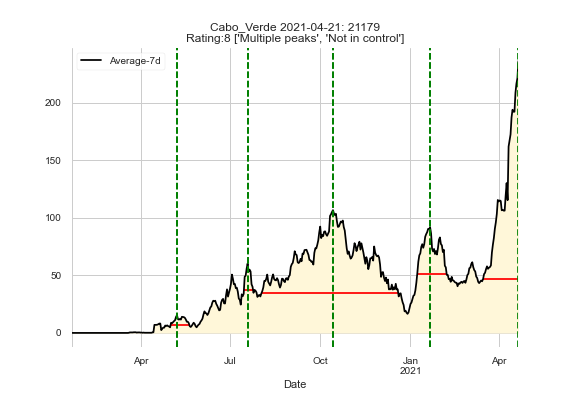 Cabo_Verde 2021-04-21: 21179
Rating:8 ['Multiple peaks', 'Not in control']
Average-7d
200
150
100
50
0
Apr Jul Oct Jan Apr
2021
Date